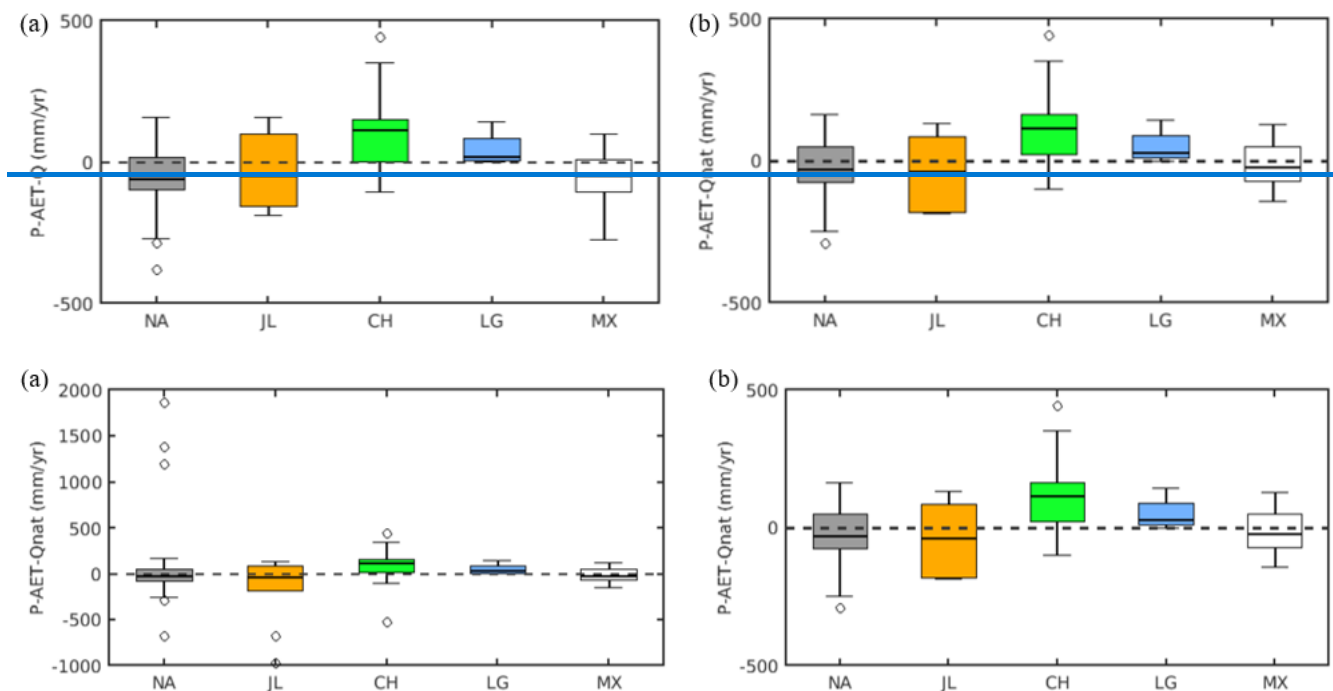 (a)
500
0
-500
P-AET-Q (mm/yr)
NA JL CH LG MX
(b)
500
0
-500
P-AET-Qnat (mm/yr)
NA JL CH LG MX
(a)
2000
1500
1000
500
0
-500
-1000
P-AET-Qnat (mm/yr)
NA JL CH LG MX
(b)
500
0
-500
P-AET-Qnat (mm/yr)
NA JL CH LG MX